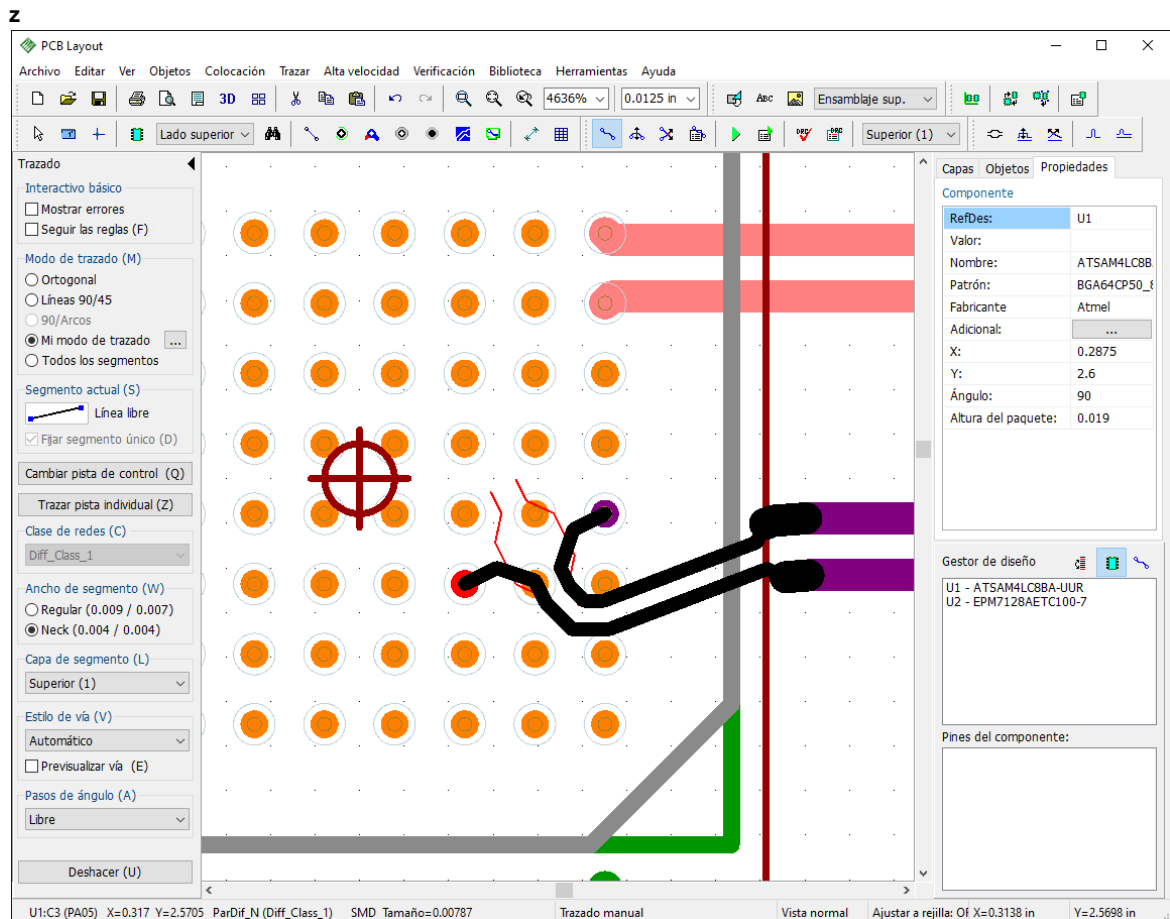 z
PCB Layout
Archivo Editar Ver Objetos Colocación Trazar Alta velocidad Verificación Biblioteca Herramientas Ayuda
3D 4636% 0.0125 in ABC Ensamblaje sup.
Lado superior DRC DRC Superior (1)
Trazado
Interactivo básico
Mostrar errores
Seguir las reglas (F)
Modo de trazado (M)
Ortogonal
Líneas 90/45
90/Arcos
Mi modo de trazado ...
Todos los segmentos
Segmento actual (S)
Línea libre
Fijar segmento único (D)
Cambiar pista de control (Q)
Trazar pista individual (Z)
Clase de redes (C)
Diff_Class_1
Ancho de segmento (W)
Regular (0.009 / 0.007)
Neck (0.004 / 0.004)
Capa de segmento (L)
Superior (1)
Estilo de vía (V)
Automático
Previsualizar vía (E)
Pasos de ángulo (A)
Libre
Deshacer (U)
Capas Objetos Propiedades
Componente
RefDes: U1
Valor:
Nombre: ATSAM4LC8BA
Patrón: BGA64CP50_8
Fabricante Atmel
Adicional: ...
X: 0.2875
Y: 2.6
Ángulo: 90
Altura del paquete: 0.019
Gestor de diseño
U1 - ATSAM4LC8BA-UUR
U2 - EPM7128AETC100-7
Pines del componente:
U1:C3 (PA05) X=0.317 Y=2.5705 ParDif_N (Diff_Class_1) SMD Tamaño=0.00787 Trazado manual Vista normal Ajustar a rejilla: OF X=0.3138 in Y=2.5698 in